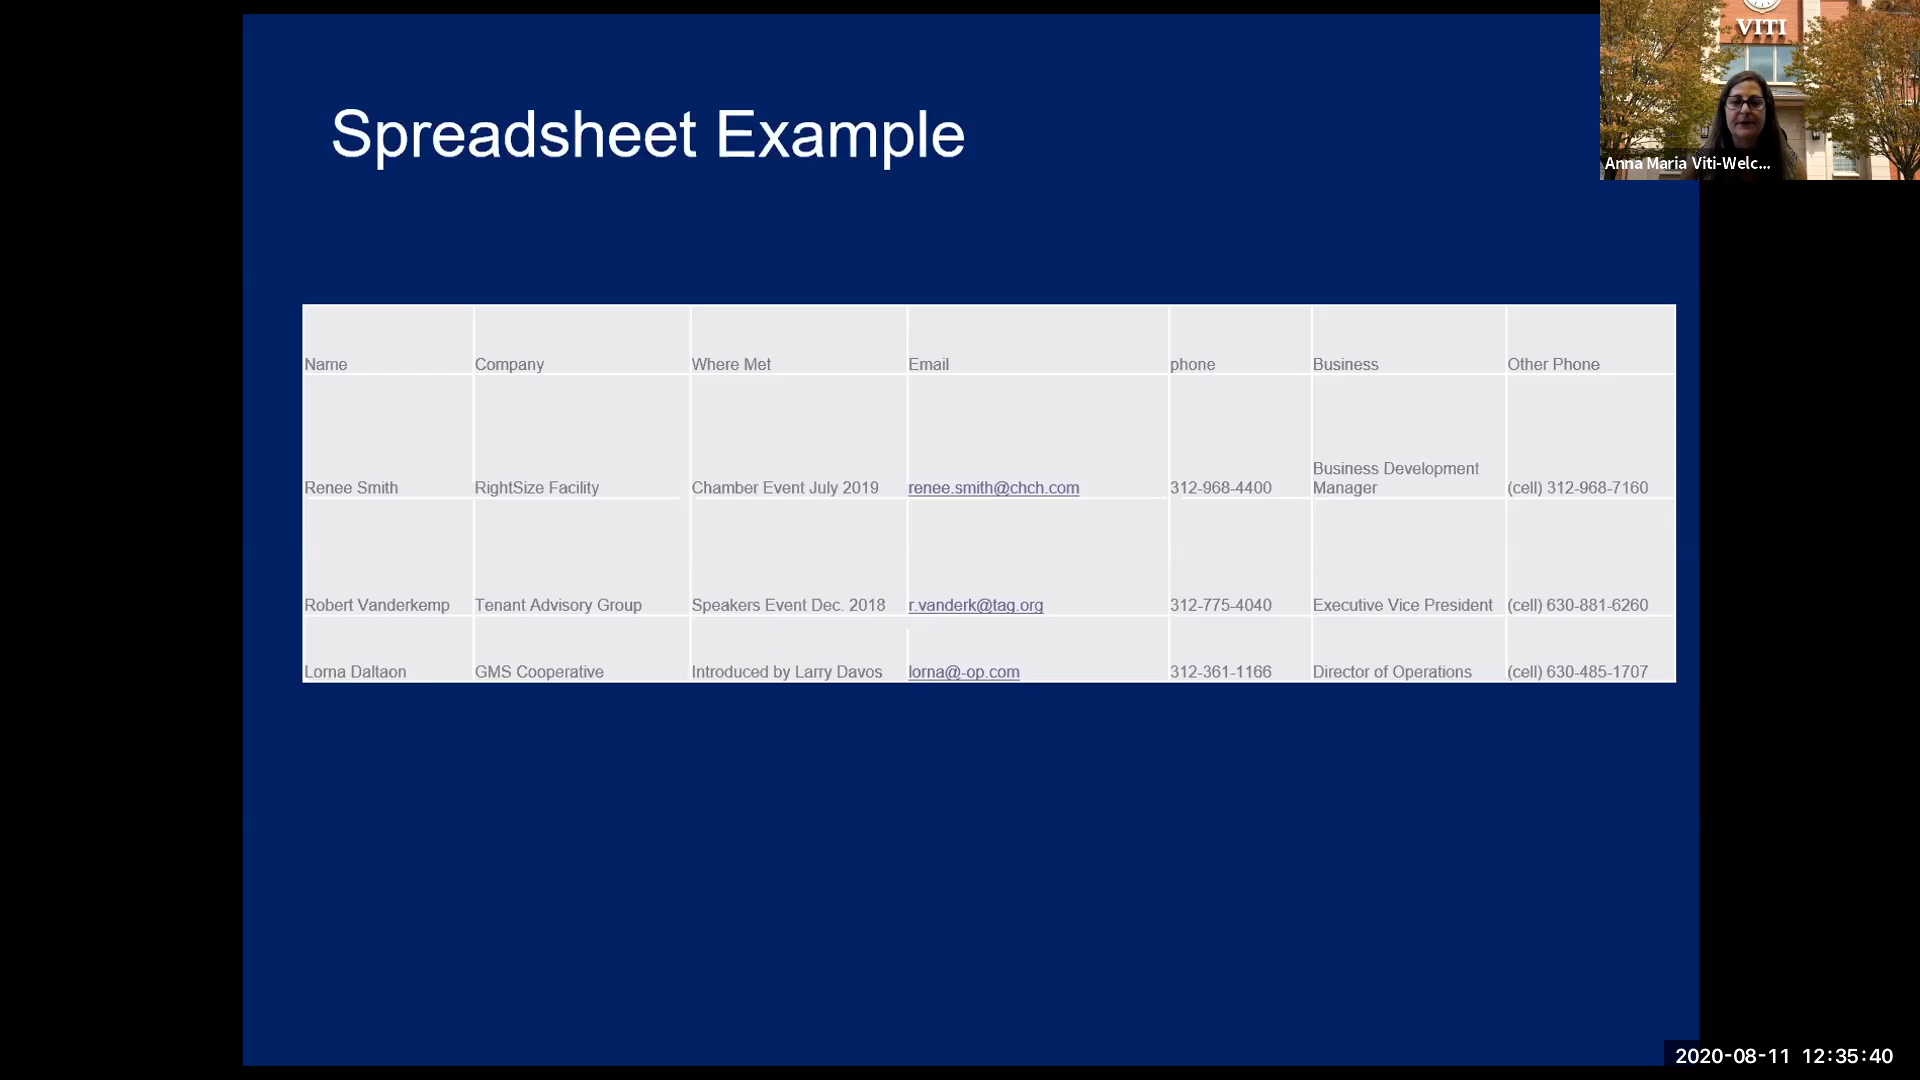 Spreadsheet Example
VITI
Anna Maria Viti-Welc...
Name Company Where Met Email phone Business Other Phone
Renee Smith RightSize Facility Chamber Event July 2019 renee.smith@chch.com 312-968-4400 Business Development Manager (cell) 312-968-7160
Robert Vanderkemp Tenant Advisory Group Speakers Event Dec. 2018 r.vanderk@tag.org 312-775-4040 Executive Vice President (cell) 630-881-6260
Lorna Daltaon GMS Cooperative Introduced by Larry Davos lorna@-op.com 312-361-1166 Director of Operations (cell) 630-485-1707
2020-08-11 12:35:40